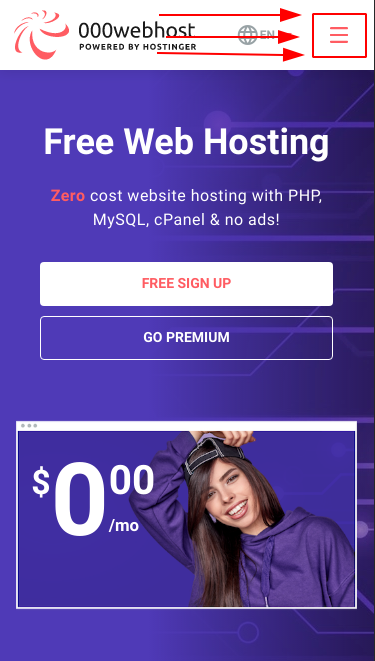 000webhost
POWERED BY HOSTINGER
EN
Free Web Hosting
Zero cost website hosting with PHP,
MySQL, cPanel & no ads!
FREE SIGN UP
GO PREMIUM
$0.00
/mo